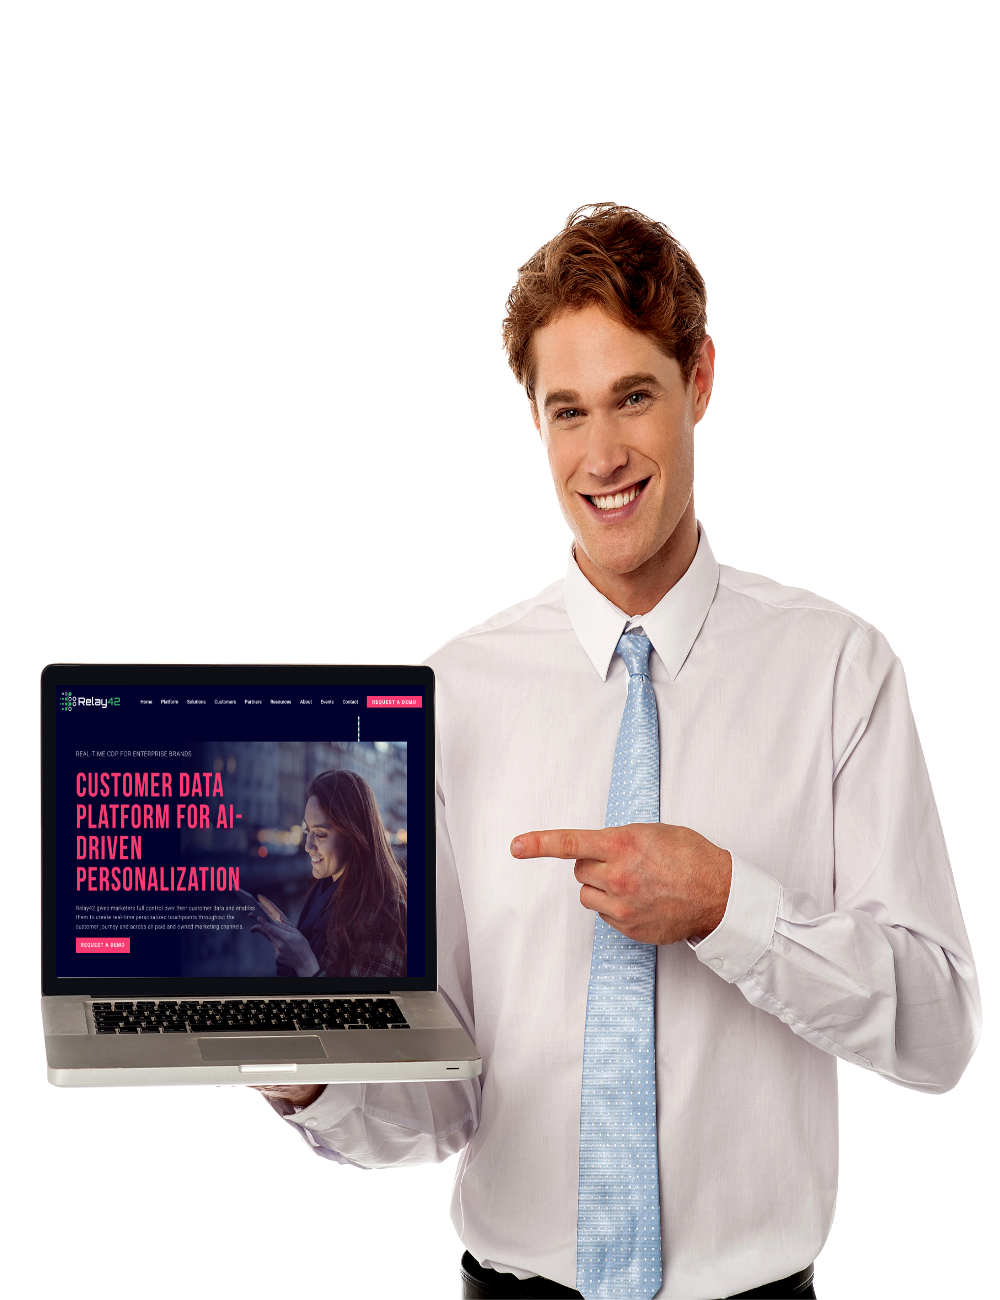 Relay42
Home Platform Solutions Customers Partners Resources About Events Contact REQUEST A DEMO
REAL-TIME CDP FOR ENTERPRISE BRANDS
CUSTOMER DATA
PLATFORM FOR AI-
DRIVEN
PERSONALIZATION
Relay42 gives marketers full control over their customer data and enables
them to create real-time personalized touchpoints throughout the
customer journey and across all paid and owned marketing channels.
REQUEST A DEMO